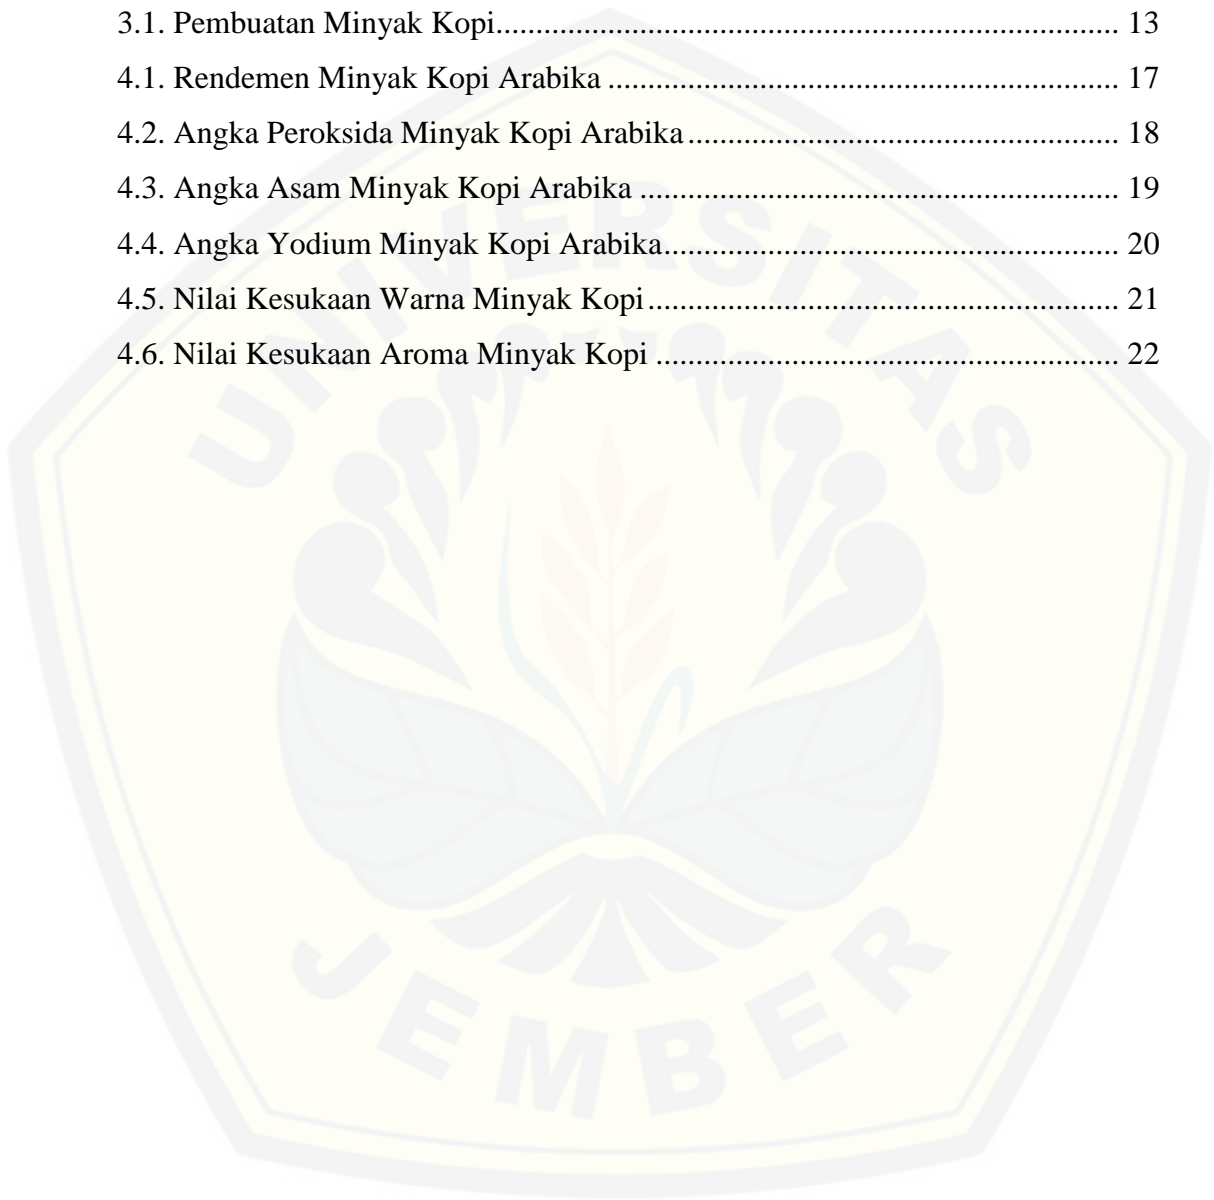 3.1. Pembuatan Minyak Kopi............................................................................ 13
4.1. Rendemen Minyak Kopi Arabika .............................................................. 17
4.2. Angka Peroksida Minyak Kopi Arabika ..................................................... 18
4.3. Angka Asam Minyak Kopi Arabika ........................................................... 19
4.4. Angka Yodium Minyak Kopi Arabika........................................................ 20
4.5. Nilai Kesukaan Warna Minyak Kopi .......................................................... 21
4.6. Nilai Kesukaan Aroma Minyak Kopi ......................................................... 22
UNIVERSITAS
JEMBER